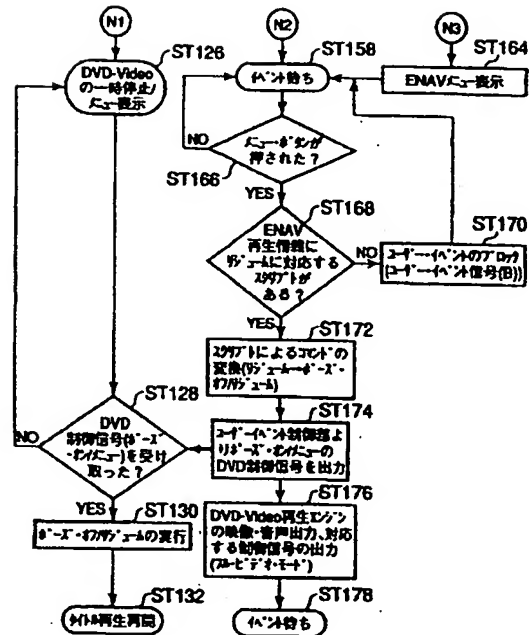 N1
N2
N3
ST126
ST158
ST164
DVD-Video
の一時停止/
メニュー表示
イベント待ち
ENAVメニュー表示
NO
メニュー・ボタンが
押された?
ST166
YES
ST168
ENAV
再生情報に
リジュームに対応する
スクリプトが
ある?
NO
ST170
ユーザー・イベントのブロック
(ユーザー・イベント信号(B))
YES
ST172
スクリプトによるコマンドの
変換(リジューム→ポーズ・
オフ/リジューム)
ST128
ST174
NO
DVD
制御信号(ポーズ
・オン/メニュー)を受け
取った?
ユーザーイベント制御部よ
りポーズ・オン/メニューの
DVD制御信号を出力
YES
ST130
ST176
ポーズ・オフ/リジュームの実行
DVD-Video再生エンジン
の映像・音声出力、対応
する制御信号の出力
(フルービデオ・モード)
ST132
ST178
タイトル再生再開
イベント待ち